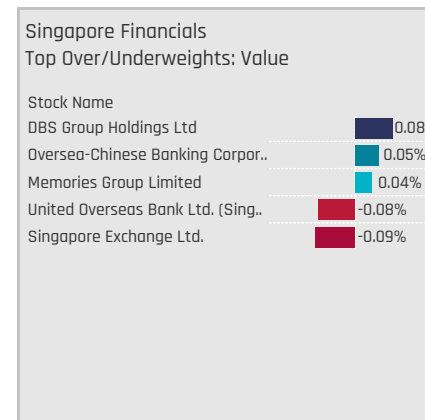 Singapore Financials
Top Over/Underweights: Value
Stock Name
DBS Group Holdings Ltd 0.08
Oversea-Chinese Banking Corpor.. 0.05%
Memories Group Limited 0.04%
United Overseas Bank Ltd. (Sing.. -0.08%
Singapore Exchange Ltd. -0.09%